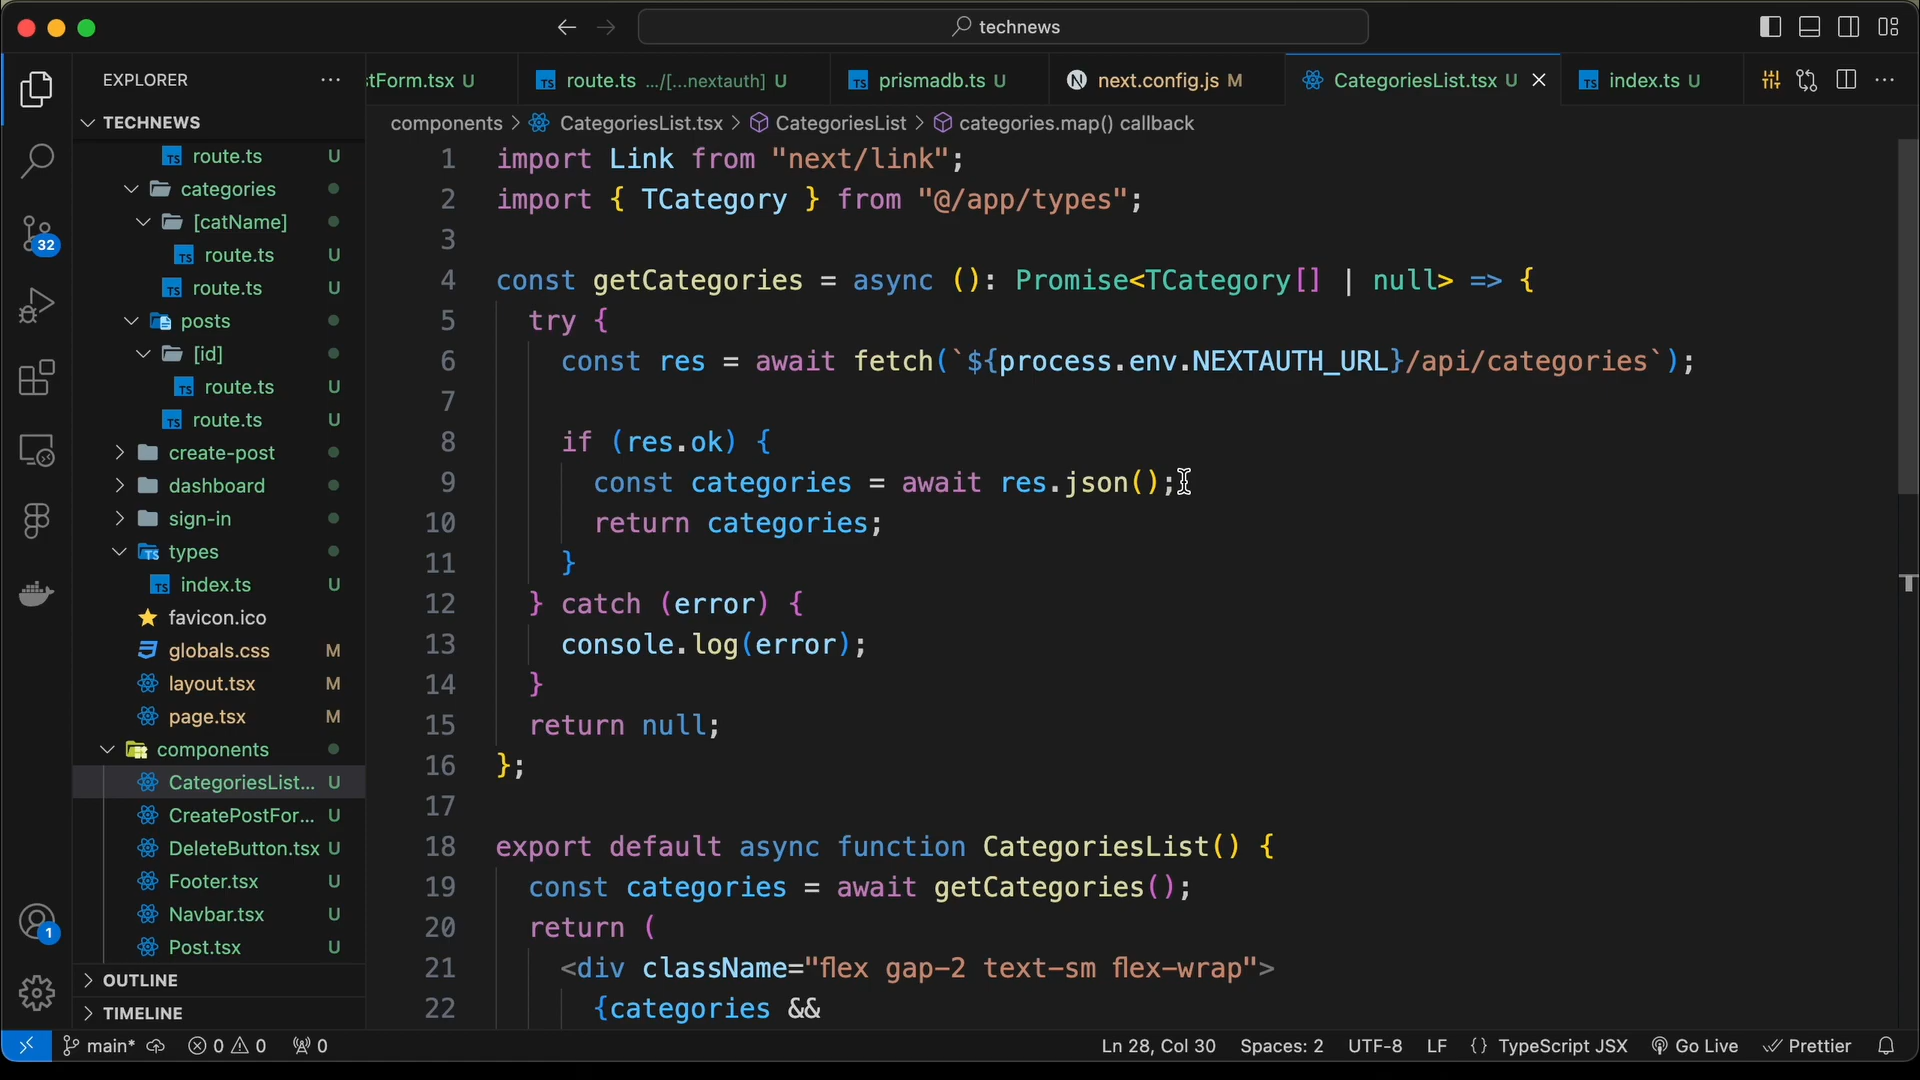 technews
EXPLORER
stForm.tsx U
route.ts .../[...nextauth] U
prismadb.ts U
next.config.js M
CategoriesList.tsx U
index.ts U
TECHNEWS
components > CategoriesList.tsx > CategoriesList > categories.map() callback
route.ts U
categories
[catName]
route.ts U
route.ts U
posts
[id]
route.ts U
route.ts U
create-post
dashboard
sign-in
types
index.ts U
favicon.ico
globals.css M
layout.tsx M
page.tsx M
components
CategoriesList... U
CreatePostFor... U
DeleteButton.tsx U
Footer.tsx U
Navbar.tsx U
Post.tsx U
OUTLINE
TIMELINE
32
1
1 import Link from "next/link";
2 import { TCategory } from "@/app/types";
3
4 const getCategories = async (): Promise<TCategory[] | null> => {
5 try {
6 const res = await fetch(`${process.env.NEXTAUTH_URL}/api/categories`);
7
8 if (res.ok) {
9 const categories = await res.json();
10 return categories;
11 }
12 } catch (error) {
13 console.log(error);
14 }
15 return null;
16 };
17
18 export default async function CategoriesList() {
19 const categories = await getCategories();
20 return (
21 <div className="flex gap-2 text-sm flex-wrap">
22 {categories &&
main* 0 0 0
Ln 28, Col 30 Spaces: 2 UTF-8 LF {} TypeScript JSX Go Live Prettier